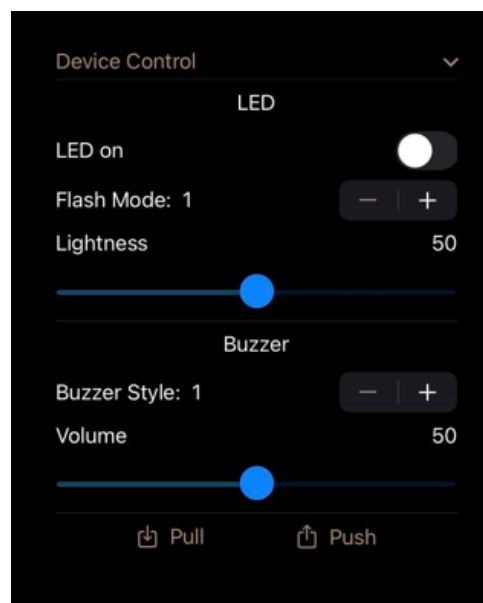 Device Control
LED
LED on
Flash Mode: 1
Lightness 50
Buzzer
Buzzer Style: 1
Volume 50
Pull Push